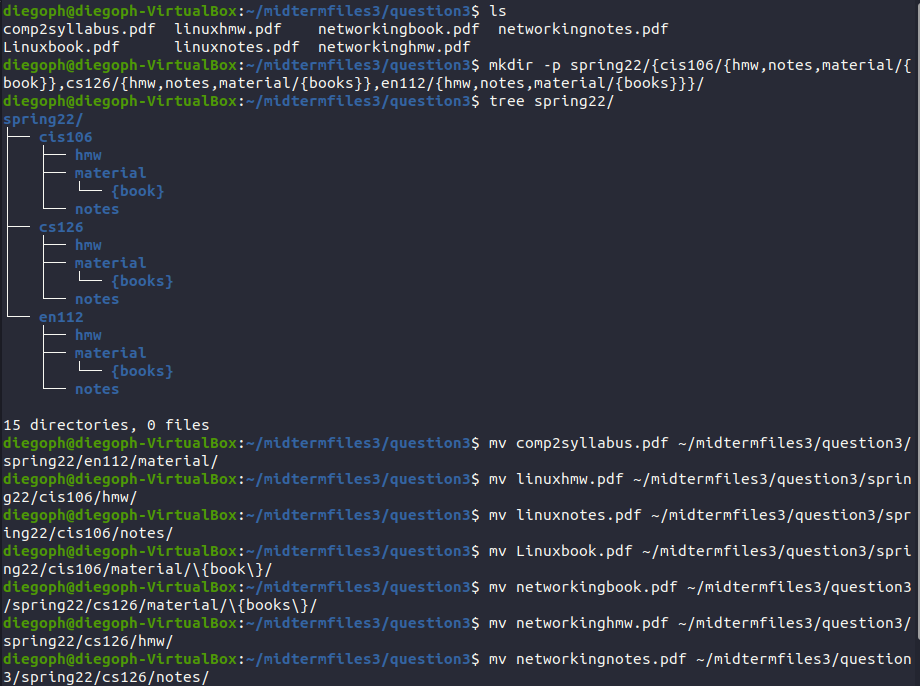 diegoph@diegoph-VirtualBox:~/midtermfiles3/question3$ ls
comp2syllabus.pdf  linuxhmw.pdf    networkingbook.pdf  networkingnotes.pdf
Linuxbook.pdf      linuxnotes.pdf  networkinghmw.pdf
diegoph@diegoph-VirtualBox:~/midtermfiles3/question3$ mkdir -p spring22/{cis106/{hmw,notes,material/{
book}},cs126/{hmw,notes,material/{books}},en112/{hmw,notes,material/{books}}}/
diegoph@diegoph-VirtualBox:~/midtermfiles3/question3$ tree spring22/
spring22/
├── cis106
│   ├── hmw
│   ├── material
│   │   └── {book}
│   └── notes
├── cs126
│   ├── hmw
│   ├── material
│   │   └── {books}
│   └── notes
└── en112
    ├── hmw
    ├── material
    │   └── {books}
    └── notes
15 directories, 0 files
diegoph@diegoph-VirtualBox:~/midtermfiles3/question3$ mv comp2syllabus.pdf ~/midtermfiles3/question3/
spring22/en112/material/
diegoph@diegoph-VirtualBox:~/midtermfiles3/question3$ mv linuxhmw.pdf ~/midtermfiles3/question3/sprin
g22/cis106/hmw/
diegoph@diegoph-VirtualBox:~/midtermfiles3/question3$ mv linuxnotes.pdf ~/midtermfiles3/question3/spr
ing22/cis106/notes/
diegoph@diegoph-VirtualBox:~/midtermfiles3/question3$ mv Linuxbook.pdf ~/midtermfiles3/question3/spri
ng22/cis106/material/\{book\}/
diegoph@diegoph-VirtualBox:~/midtermfiles3/question3$ mv networkingbook.pdf ~/midtermfiles3/question3
/spring22/cs126/material/\{books\}/
diegoph@diegoph-VirtualBox:~/midtermfiles3/question3$ mv networkinghmw.pdf ~/midtermfiles3/question3/
spring22/cs126/hmw/
diegoph@diegoph-VirtualBox:~/midtermfiles3/question3$ mv networkingnotes.pdf ~/midtermfiles3/question
3/spring22/cs126/notes/